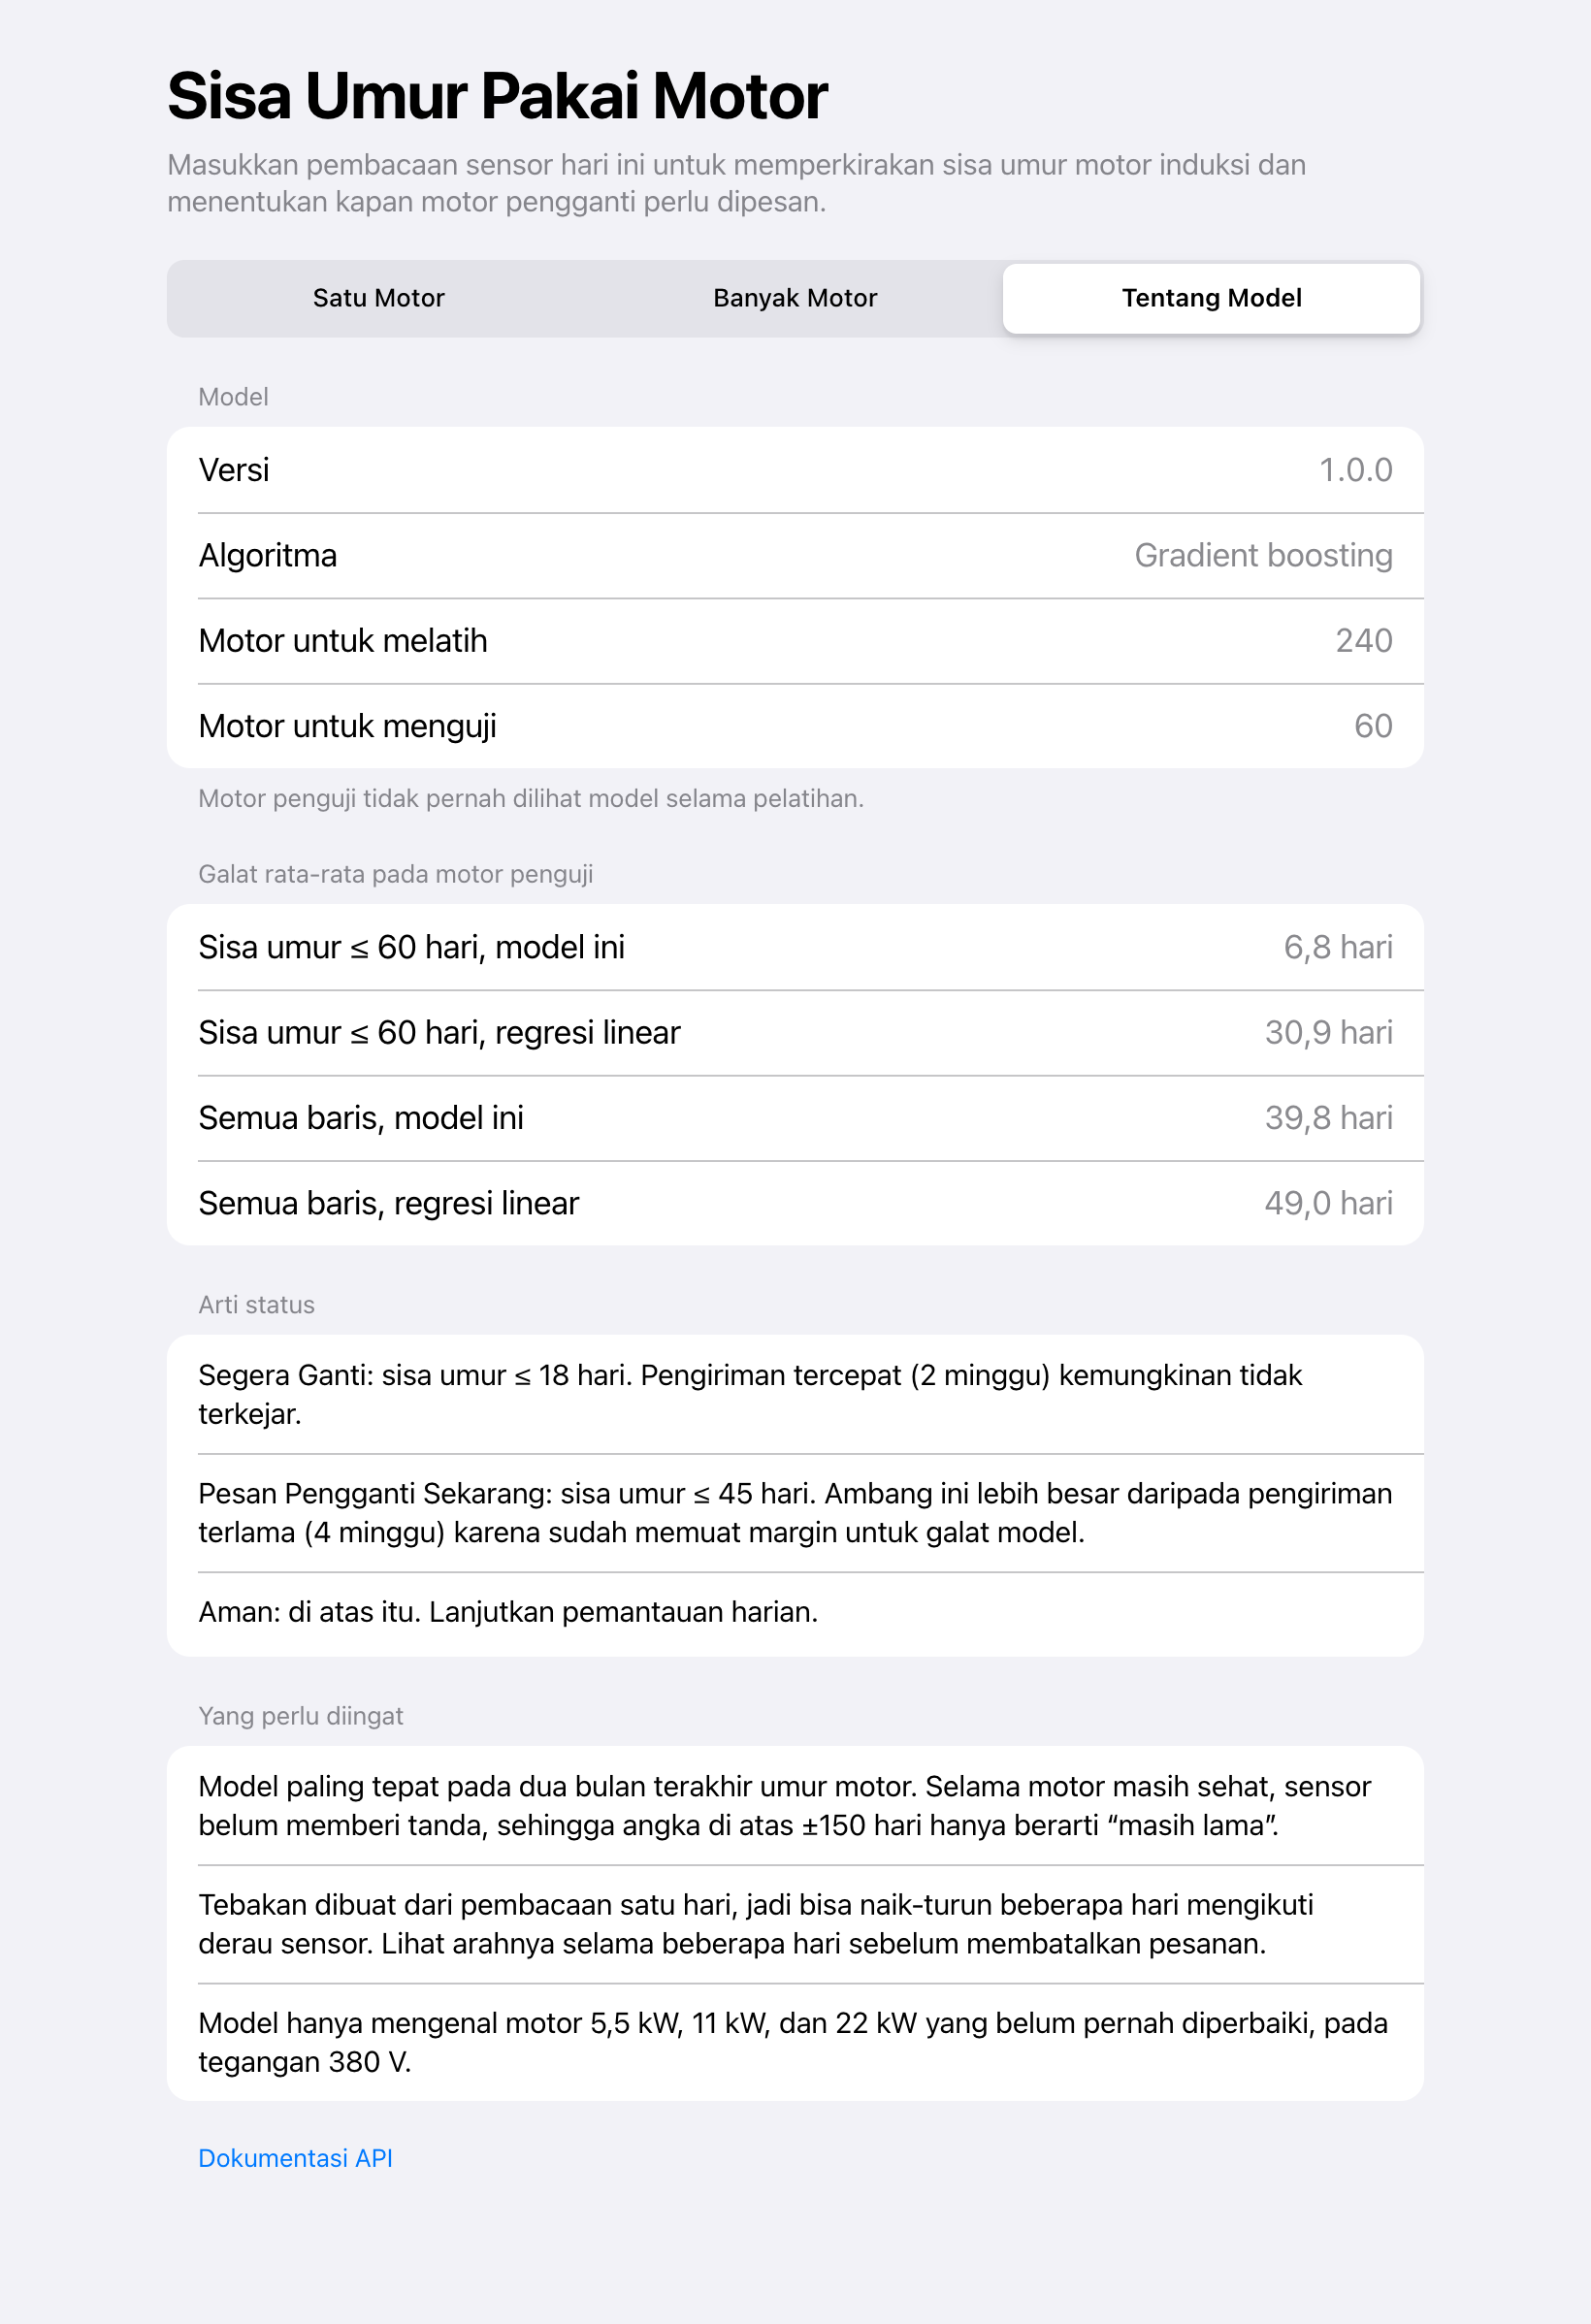 Sisa Umur Pakai Motor
Masukkan pembacaan sensor hari ini untuk memperkirakan sisa umur motor induksi dan
menentukan kapan motor pengganti perlu dipesan.
Satu Motor
Banyak Motor
Tentang Model
Model
Versi 1.0.0
Algoritma Gradient boosting
Motor untuk melatih 240
Motor untuk menguji 60
Motor penguji tidak pernah dilihat model selama pelatihan.
Galat rata-rata pada motor penguji
Sisa umur ≤ 60 hari, model ini 6,8 hari
Sisa umur ≤ 60 hari, regresi linear 30,9 hari
Semua baris, model ini 39,8 hari
Semua baris, regresi linear 49,0 hari
Arti status
Segera Ganti: sisa umur ≤ 18 hari. Pengiriman tercepat (2 minggu) kemungkinan tidak
terkejar.
Pesan Pengganti Sekarang: sisa umur ≤ 45 hari. Ambang ini lebih besar daripada pengiriman
terlama (4 minggu) karena sudah memuat margin untuk galat model.
Aman: di atas itu. Lanjutkan pemantauan harian.
Yang perlu diingat
Model paling tepat pada dua bulan terakhir umur motor. Selama motor masih sehat, sensor
belum memberi tanda, sehingga angka di atas ±150 hari hanya berarti “masih lama”.
Tebakan dibuat dari pembacaan satu hari, jadi bisa naik-turun beberapa hari mengikuti
derau sensor. Lihat arahnya selama beberapa hari sebelum membatalkan pesanan.
Model hanya mengenal motor 5,5 kW, 11 kW, dan 22 kW yang belum pernah diperbaiki, pada
tegangan 380 V.
Dokumentasi API